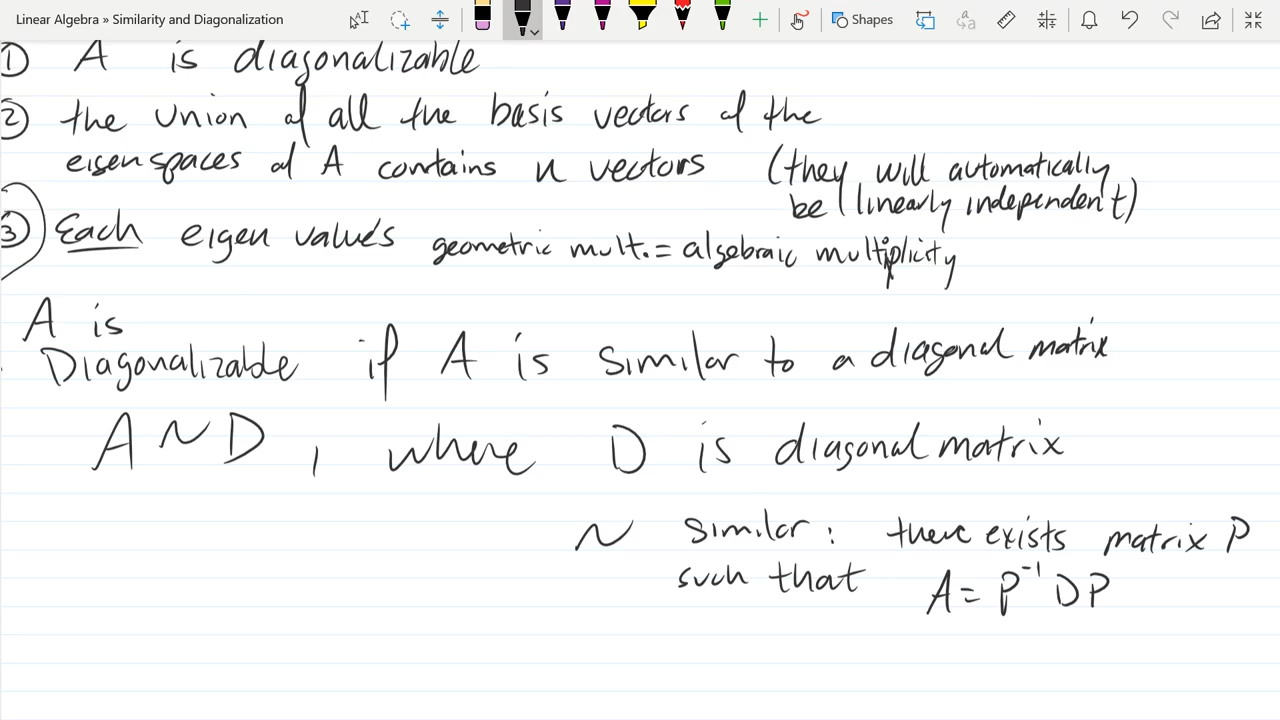 Linear Algebra » Similarity and Diagonalization
Shapes
① A is diagonalizable
② the union of all the basis vectors of the
eigenspaces of A contains n vectors (they will automatically
be linearly independent)
③ Each eigen values geometric mult. = algebraic multiplicity
A is
Diagonalizable if A is similar to a diagonal matrix
A ~ D , where D is diagonal matrix
~ similar : there exists matrix P
such that A = P⁻¹ D P